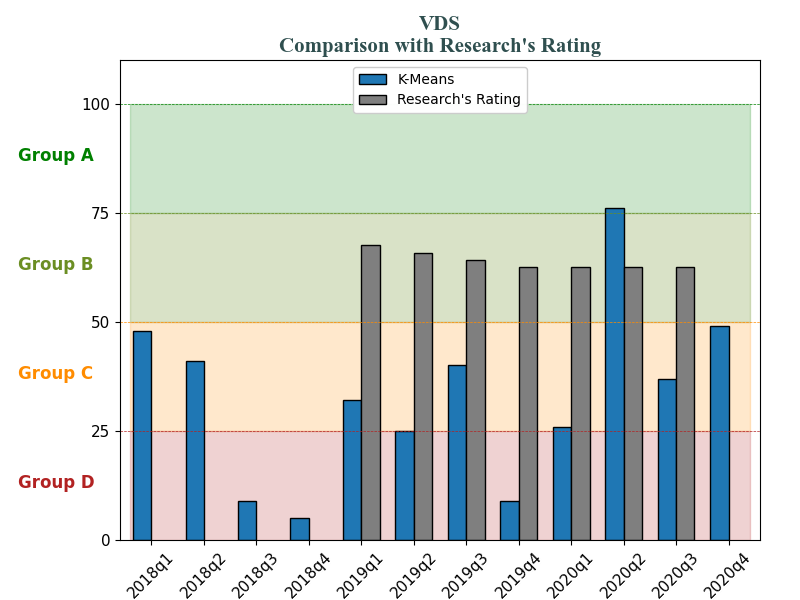 VDS
Comparison with Research's Rating
K-Means
Research's Rating
100
Group A
75
Group B
50
Group C
25
Group D
0
2018q1
2018q2
2018q3
2018q4
2019q1
2019q2
2019q3
2019q4
2020q1
2020q2
2020q3
2020q4